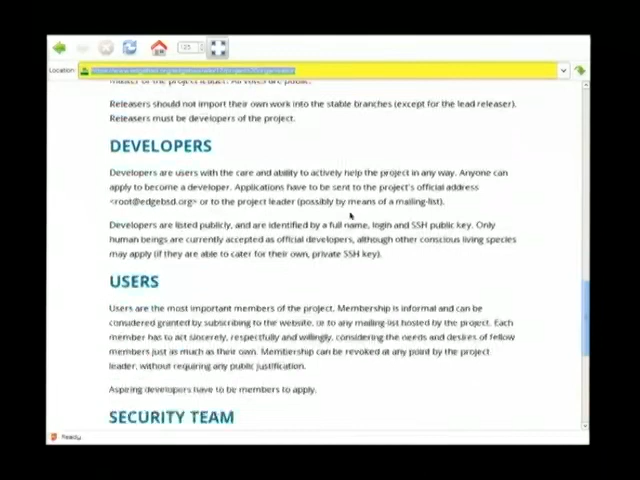 125
Location:
Releasers should not import their own work into the stable branches (except for the lead releaser).
Releasers must be developers of the project.
DEVELOPERS
Developers are users with the care and ability to actively help the project in any way. Anyone can
apply to become a developer. Applications have to be sent to the project's official address
<root@edgebsd.org> or to the project leader (possibly by means of a mailing-list).
Developers are listed publicly, and are identified by a full name, login and SSH public key. Only
human beings are currently accepted as official developers, although other conscious living species
may apply (if they are able to cater for their own, private SSH key).
USERS
Users are the most important members of the project. Membership is informal and can be
considered granted by subscribing to the website, or to any mailing-list hosted by the project. Each
member has to act sincerely, respectfully and willingly, considering the needs and desires of fellow
members just as much as their own. Membership can be revoked at any point by the project
leader, without requiring any public justification.
Aspiring developers have to be members to apply.
SECURITY TEAM
Ready